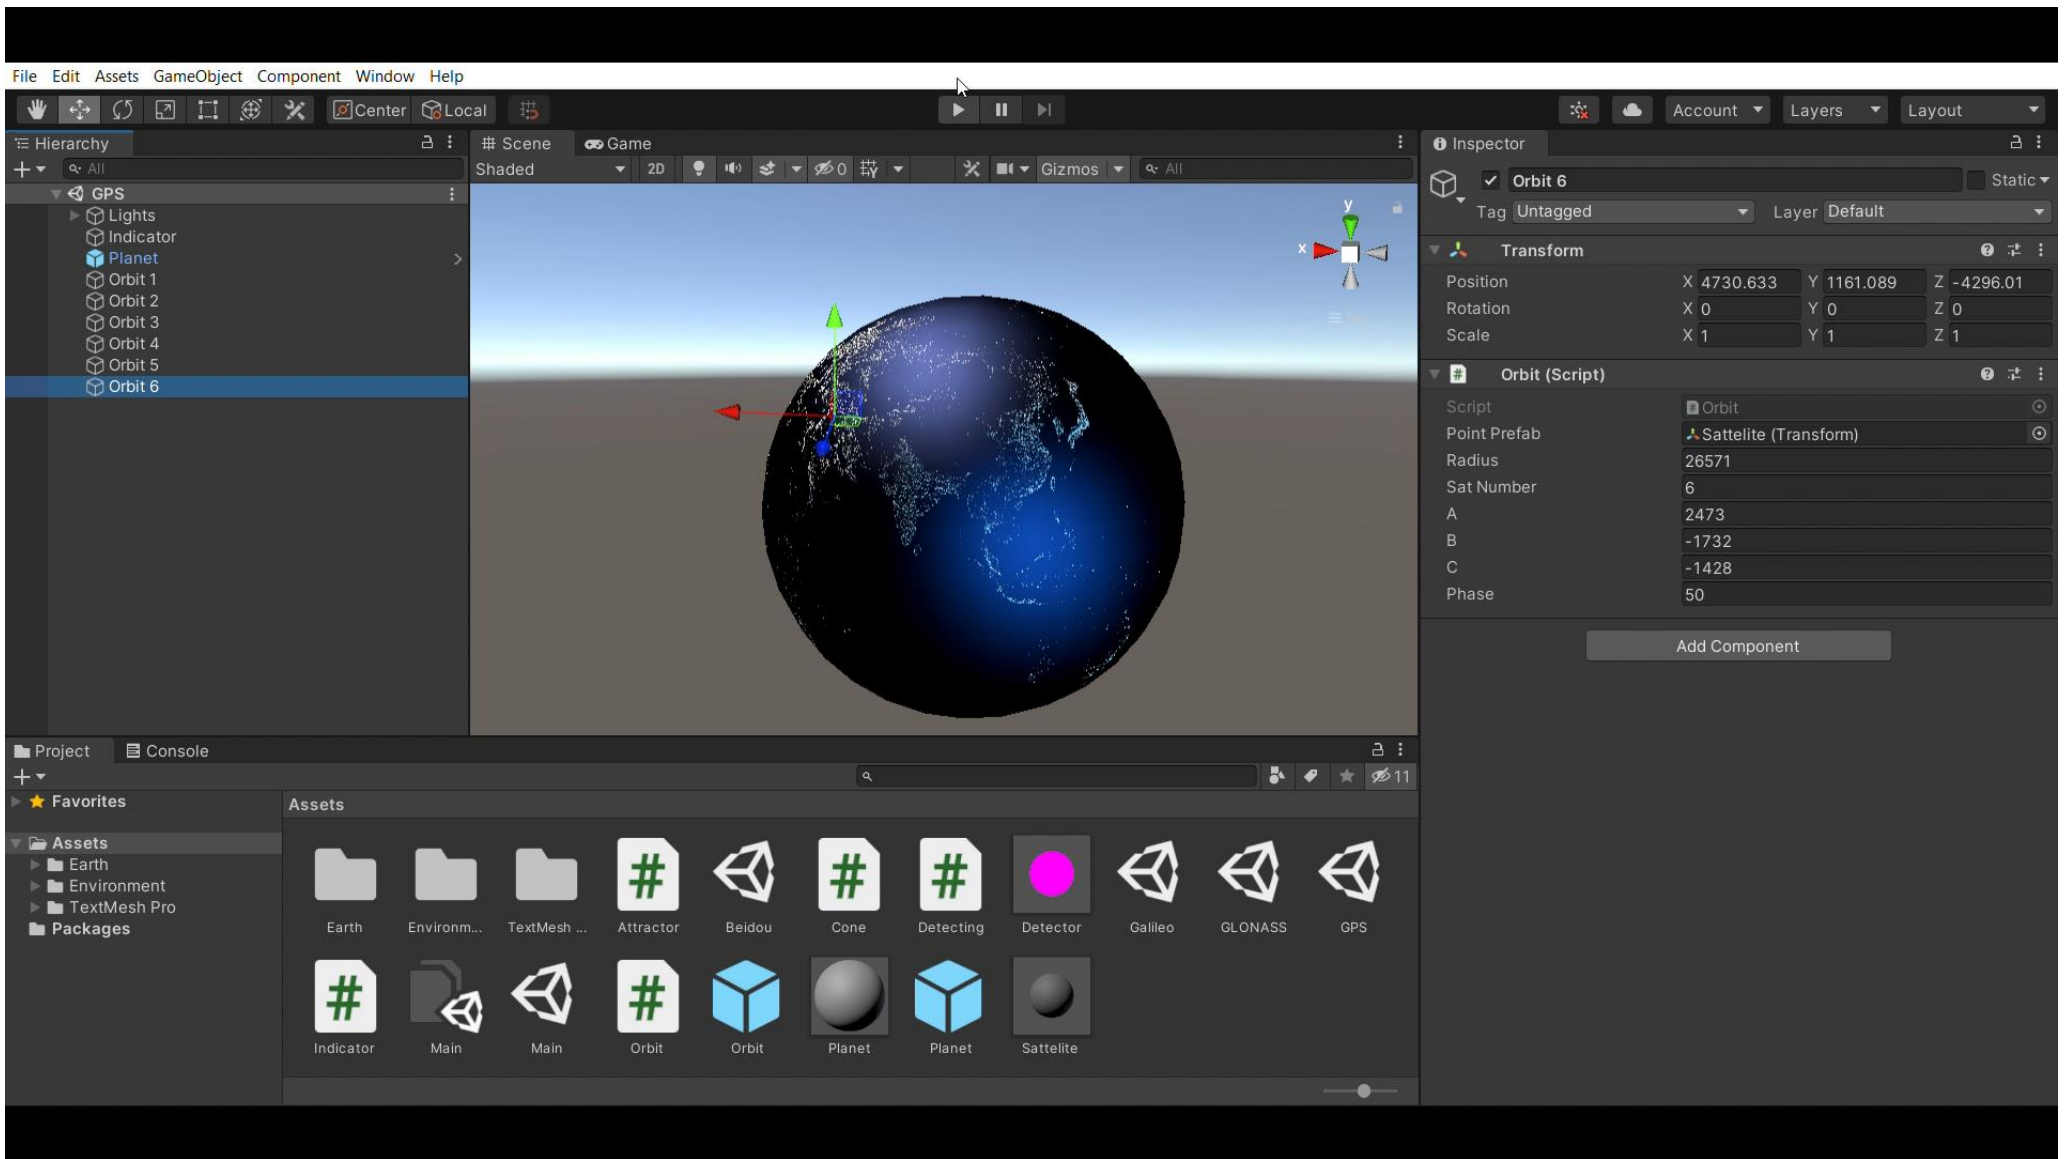 File Edit Assets GameObject Component Window Help
Center Local
Account Layers Layout
Hierarchy
All
GPS
Lights
Indicator
Planet
Orbit 1
Orbit 2
Orbit 3
Orbit 4
Orbit 5
Orbit 6
Scene Game
Shaded 2D 0 Gizmos All
y
x
Inspector
Orbit 6 Static
Tag Untagged Layer Default
Transform
Position X 4730.633 Y 1161.089 Z -4296.01
Rotation X 0 Y 0 Z 0
Scale X 1 Y 1 Z 1
# Orbit (Script)
Script Orbit
Point Prefab Sattelite (Transform)
Radius 26571
Sat Number 6
A 2473
B -1732
C -1428
Phase 50
Add Component
Project Console
11
Favorites
Assets
Earth
Environment
TextMesh Pro
Packages
Assets
# # #
Earth Environm... TextMesh ... Attractor Beidou Cone Detecting Detector Galileo GLONASS GPS
# #
Indicator Main Main Orbit Orbit Planet Planet Sattelite